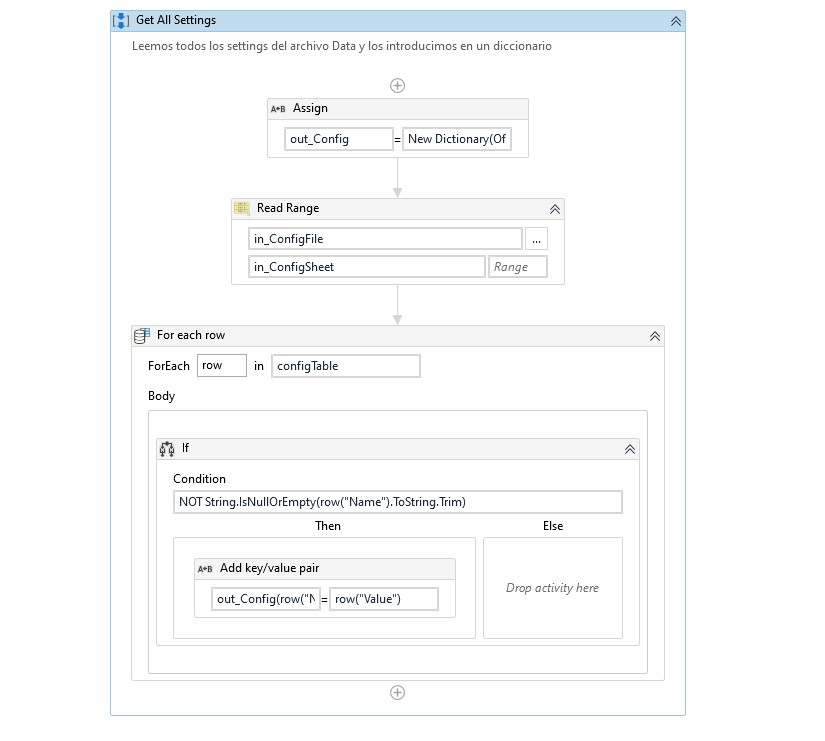 Get All Settings
Leemos todos los settings del archivo Data y los introducimos en un diccionario
A+B Assign
out_Config = New Dictionary(Of
Read Range
in_ConfigFile ...
in_ConfigSheet Range
For each row
ForEach row in configTable
Body
If
Condition
NOT String.IsNullOrEmpty(row("Name").ToString.Trim)
Then Else
A+B Add key/value pair
Drop activity here
out_Config(row("N = row("Value")